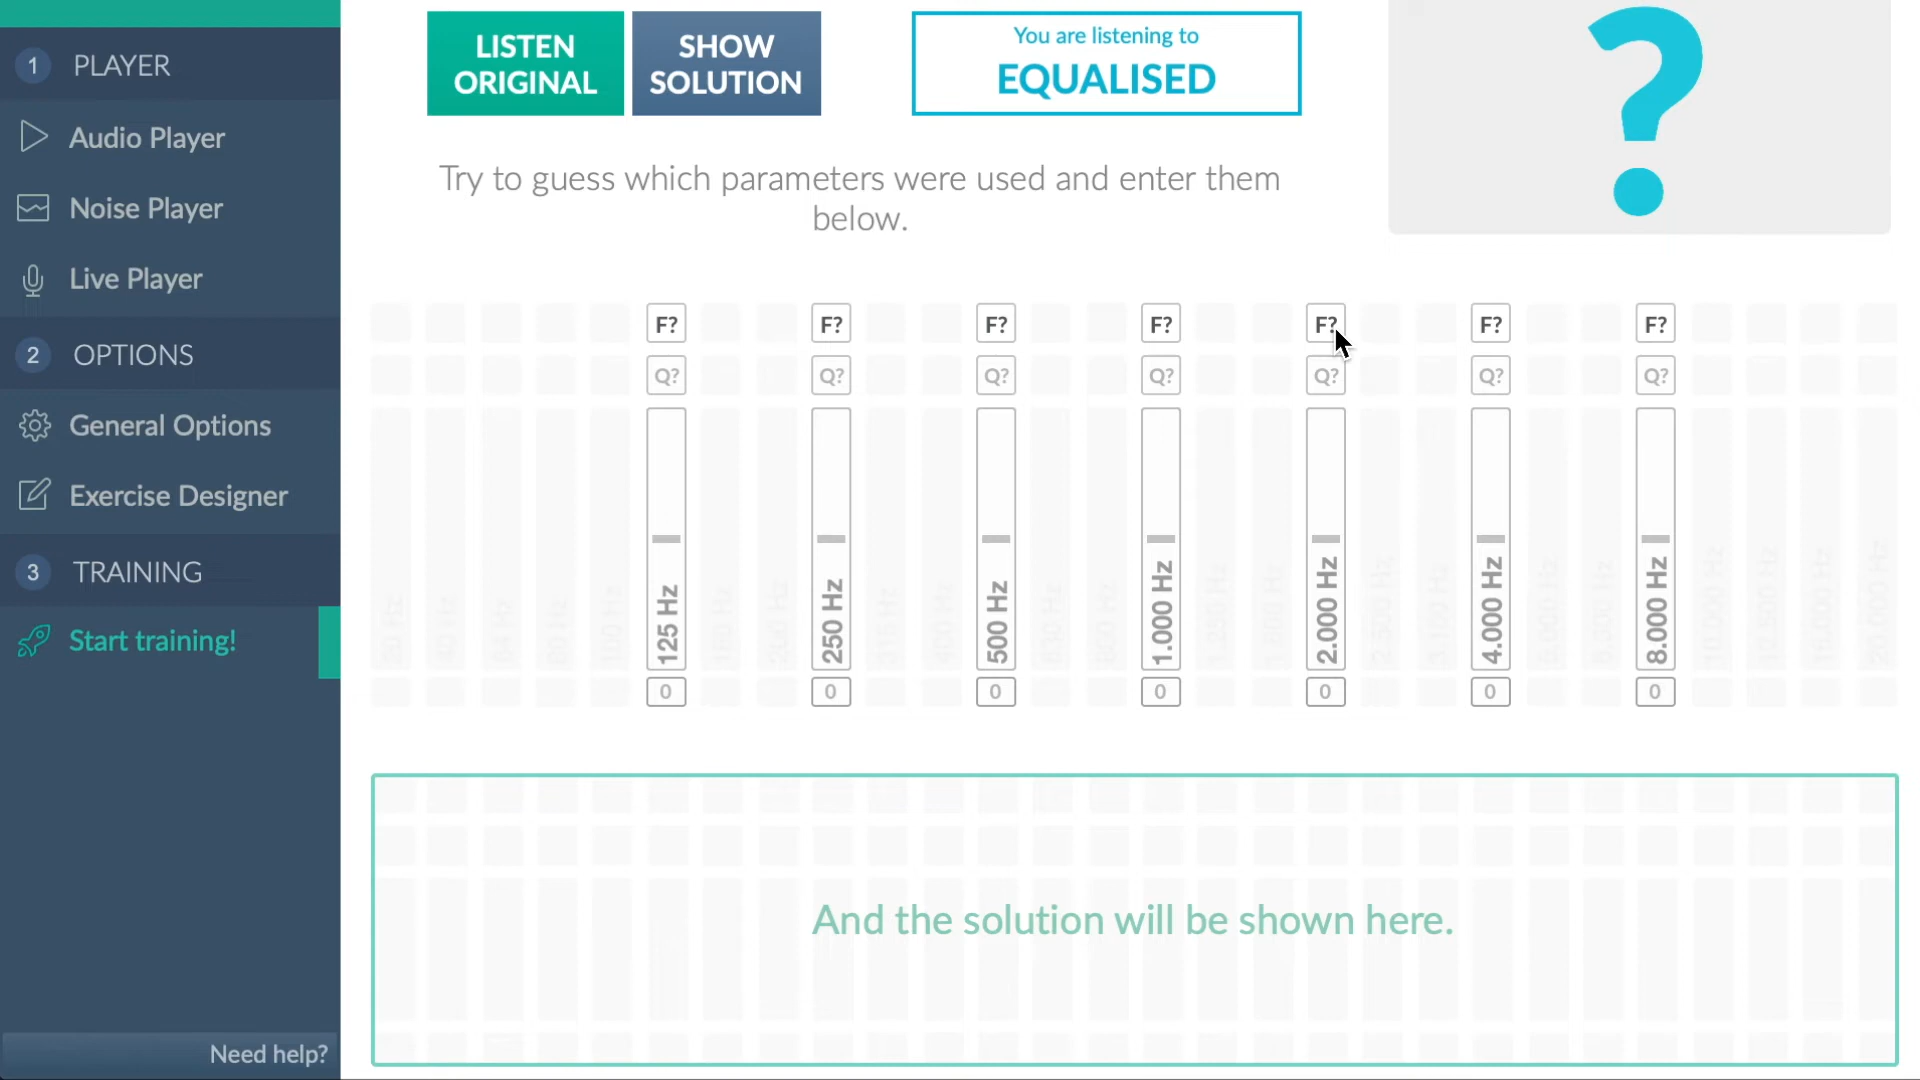 LISTEN
ORIGINAL
SHOW
SOLUTION
You are listening to
EQUALISED
?
1 PLAYER
Audio Player
Noise Player
Live Player
2 OPTIONS
General Options
Exercise Designer
3 TRAINING
Start training!
Need help?
Try to guess which parameters were used and enter them
below.
F? F? F? F? F? F? F?
Q? Q? Q? Q? Q? Q? Q?
125 Hz 250 Hz 500 Hz 1.000 Hz 2.000 Hz 4.000 Hz 8.000 Hz
0 0 0 0 0 0 0
And the solution will be shown here.